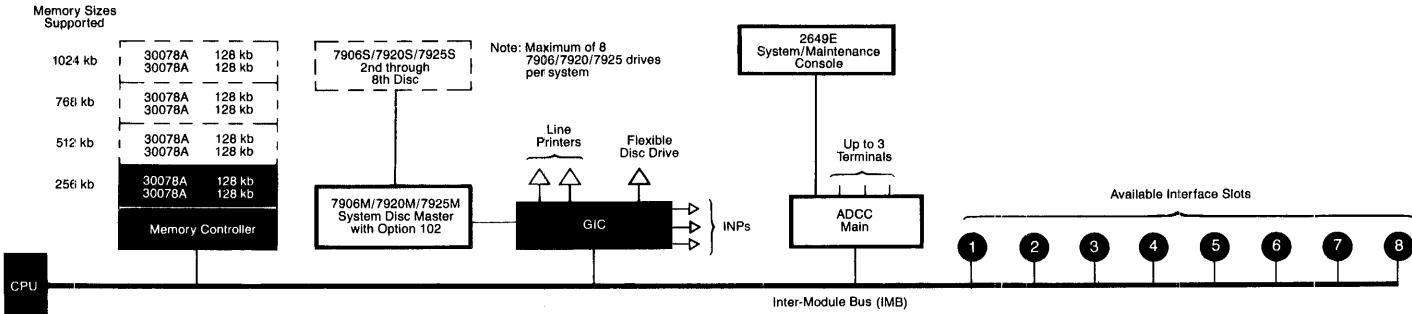 Memory Sizes
Supported
1024 kb
30078A 128 kb
30078A 128 kb
768 kb
30078A 128 kb
30078A 128 kb
512 kb
30078A 128 kb
30078A 128 kb
256 kb
30078A 128 kb
30078A 128 kb
Memory Controller
CPU
7906S/7920S/7925S
2nd through
8th Disc
Note: Maximum of 8
7906/7920/7925 drives
per system
7906M/7920M/7925M
System Disc Master
with Option 102
Line
Printers
Flexible
Disc Drive
GIC
INPs
2649E
System/Maintenance
Console
Up to 3
Terminals
ADCC
Main
Available Interface Slots
1 2 3 4 5 6 7 8
Inter-Module Bus (IMB)